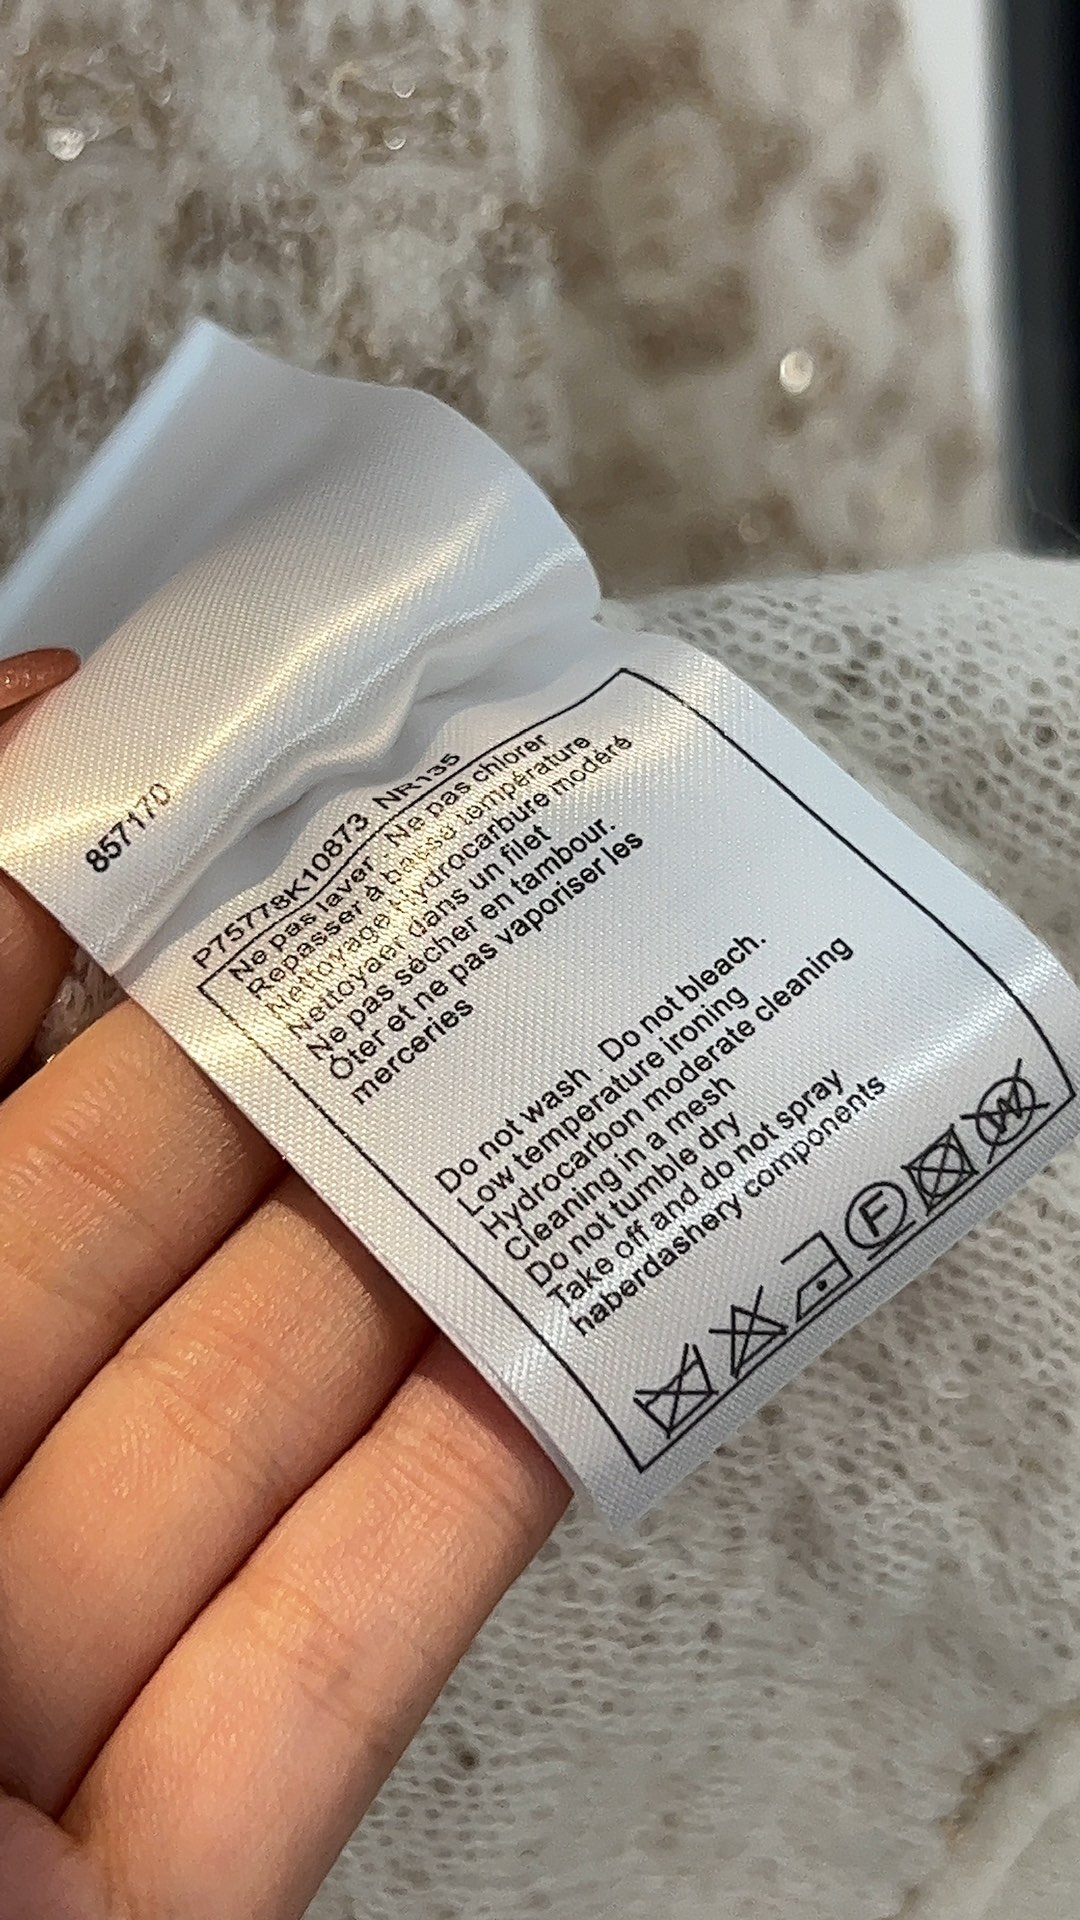 857170
P75778K10873 NR135
Ne pas laver . Ne pas chlorer
Repasser à basse température
Nettoyage Hydrocarbure modéré
Nettoyaer dans un filet
Ne pas sécher en tambour.
Ôter et ne pas vaporiser les
merceries
Do not wash . Do not bleach.
Low temperature ironing
Hydrocarbon moderate cleaning
Cleaning in a mesh
Do not tumble dry
Take off and do not spray
haberdashery components
F W